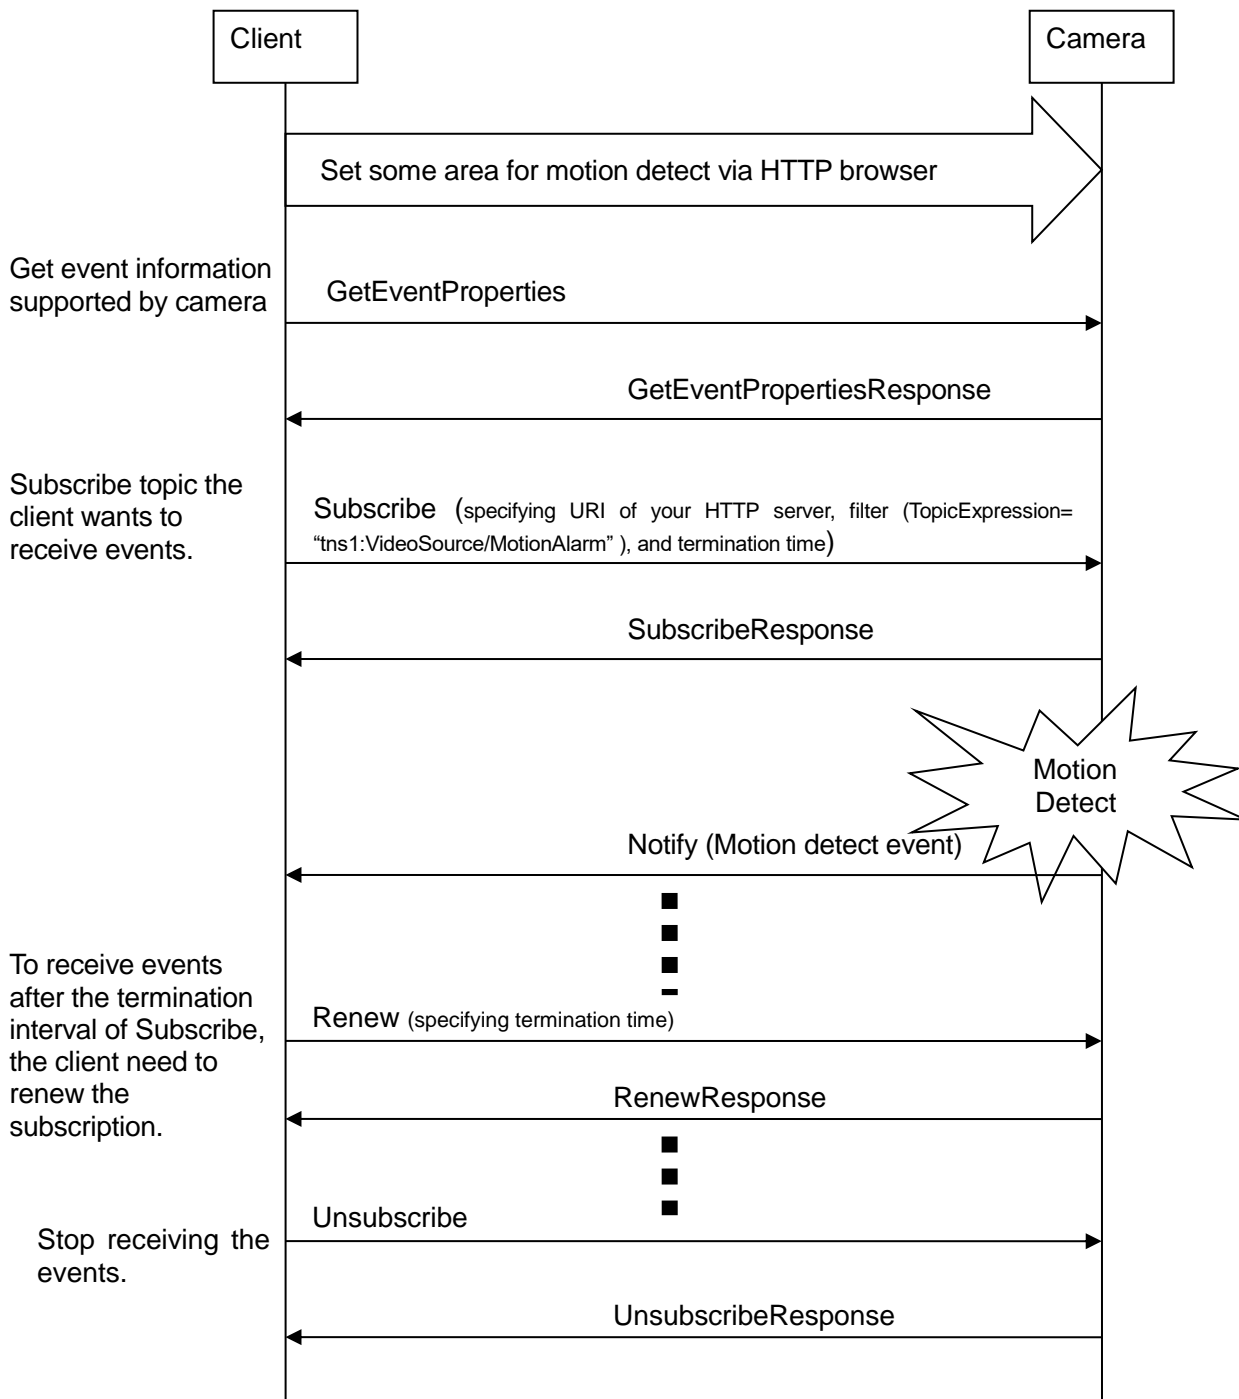 Client
Camera
Set some area for motion detect via HTTP browser
Get event information
supported by camera
GetEventProperties
GetEventPropertiesResponse
Subscribe topic the
client wants to
receive events.
Subscribe (specifying URI of your HTTP server, filter (TopicExpression=
“tns1:VideoSource/MotionAlarm” ), and termination time)
SubscribeResponse
Motion
Detect
Notify (Motion detect event)
To receive events
after the termination
interval of Subscribe,
the client need to
renew the
subscription.
Renew (specifying termination time)
RenewResponse
Unsubscribe
Stop receiving the
events.
UnsubscribeResponse